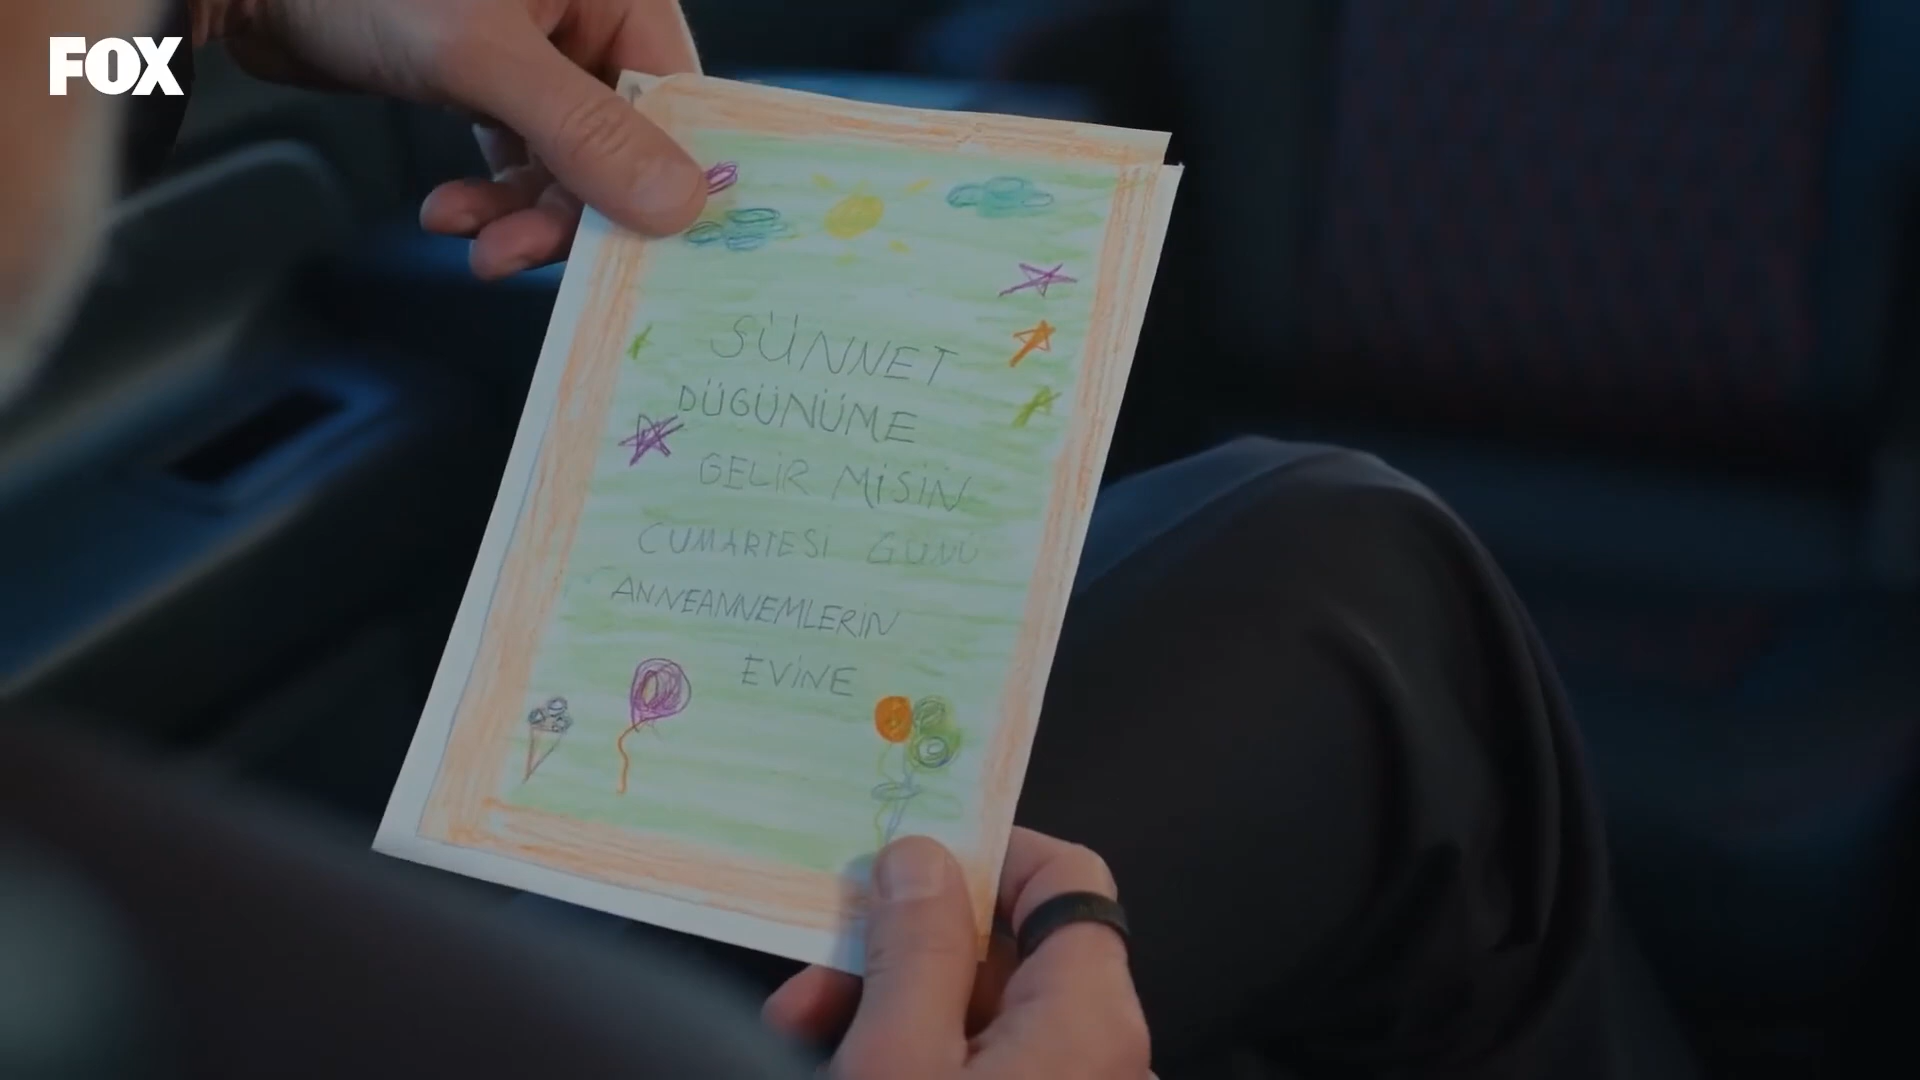 FOX
SÜNNET
DÜGÜNÜME
GELİR MİSİN
CUMARTESİ GÜNÜ
ANNEANNEMLERİN
EVİNE